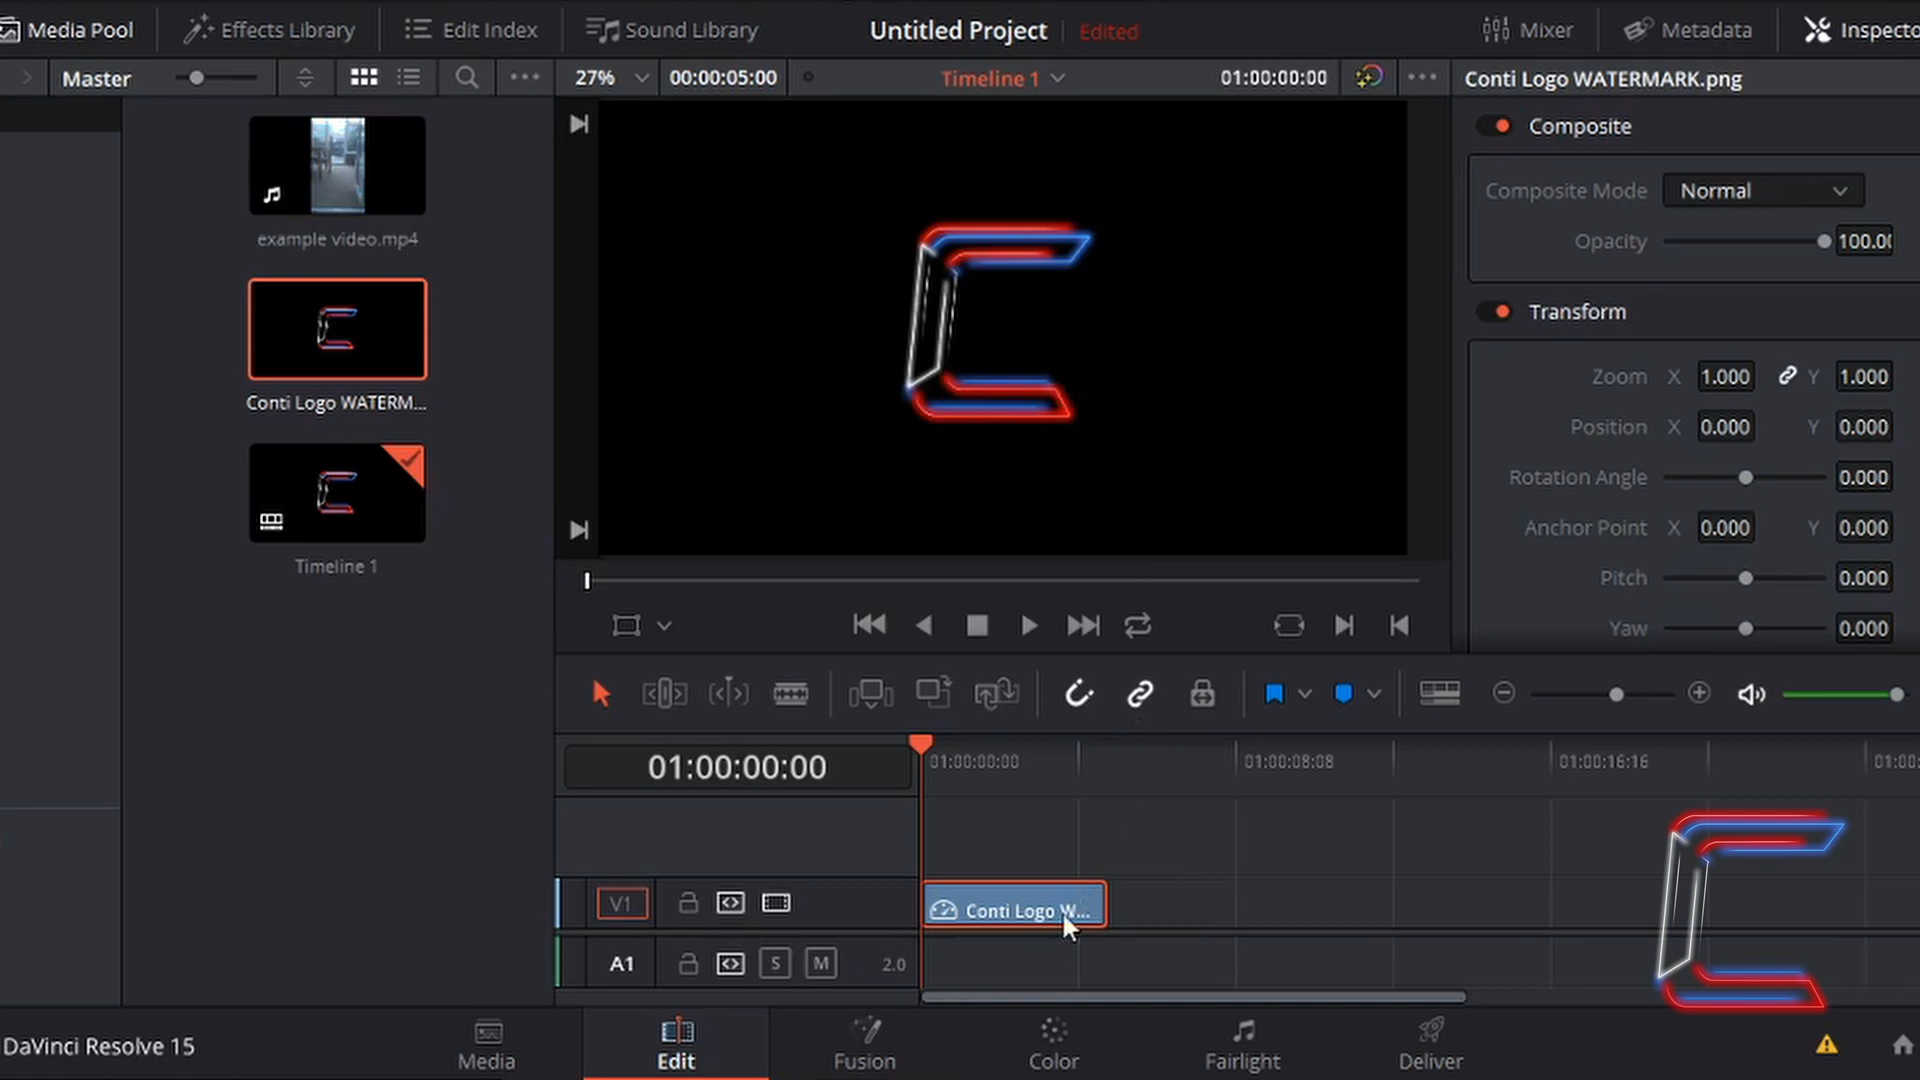 Media Pool
Effects Library
Edit Index
Sound Library
Untitled Project
Edited
Mixer
Metadata
Inspecto
Master
27%
00:00:05:00
Timeline 1
01:00:00:00
Conti Logo WATERMARK.png
example video.mp4
Conti Logo WATERM...
Timeline 1
Composite
Composite Mode
Normal
Opacity
100.00
Transform
Zoom X 1.000 Y 1.000
Position X 0.000 Y 0.000
Rotation Angle 0.000
Anchor Point X 0.000 Y 0.000
Pitch 0.000
Yaw 0.000
01:00:00:00
01:00:00:00
01:00:08:08
01:00:16:16
01:00:
V1
Conti Logo W...
A1
S
M
2.0
DaVinci Resolve 15
Media
Edit
Fusion
Color
Fairlight
Deliver